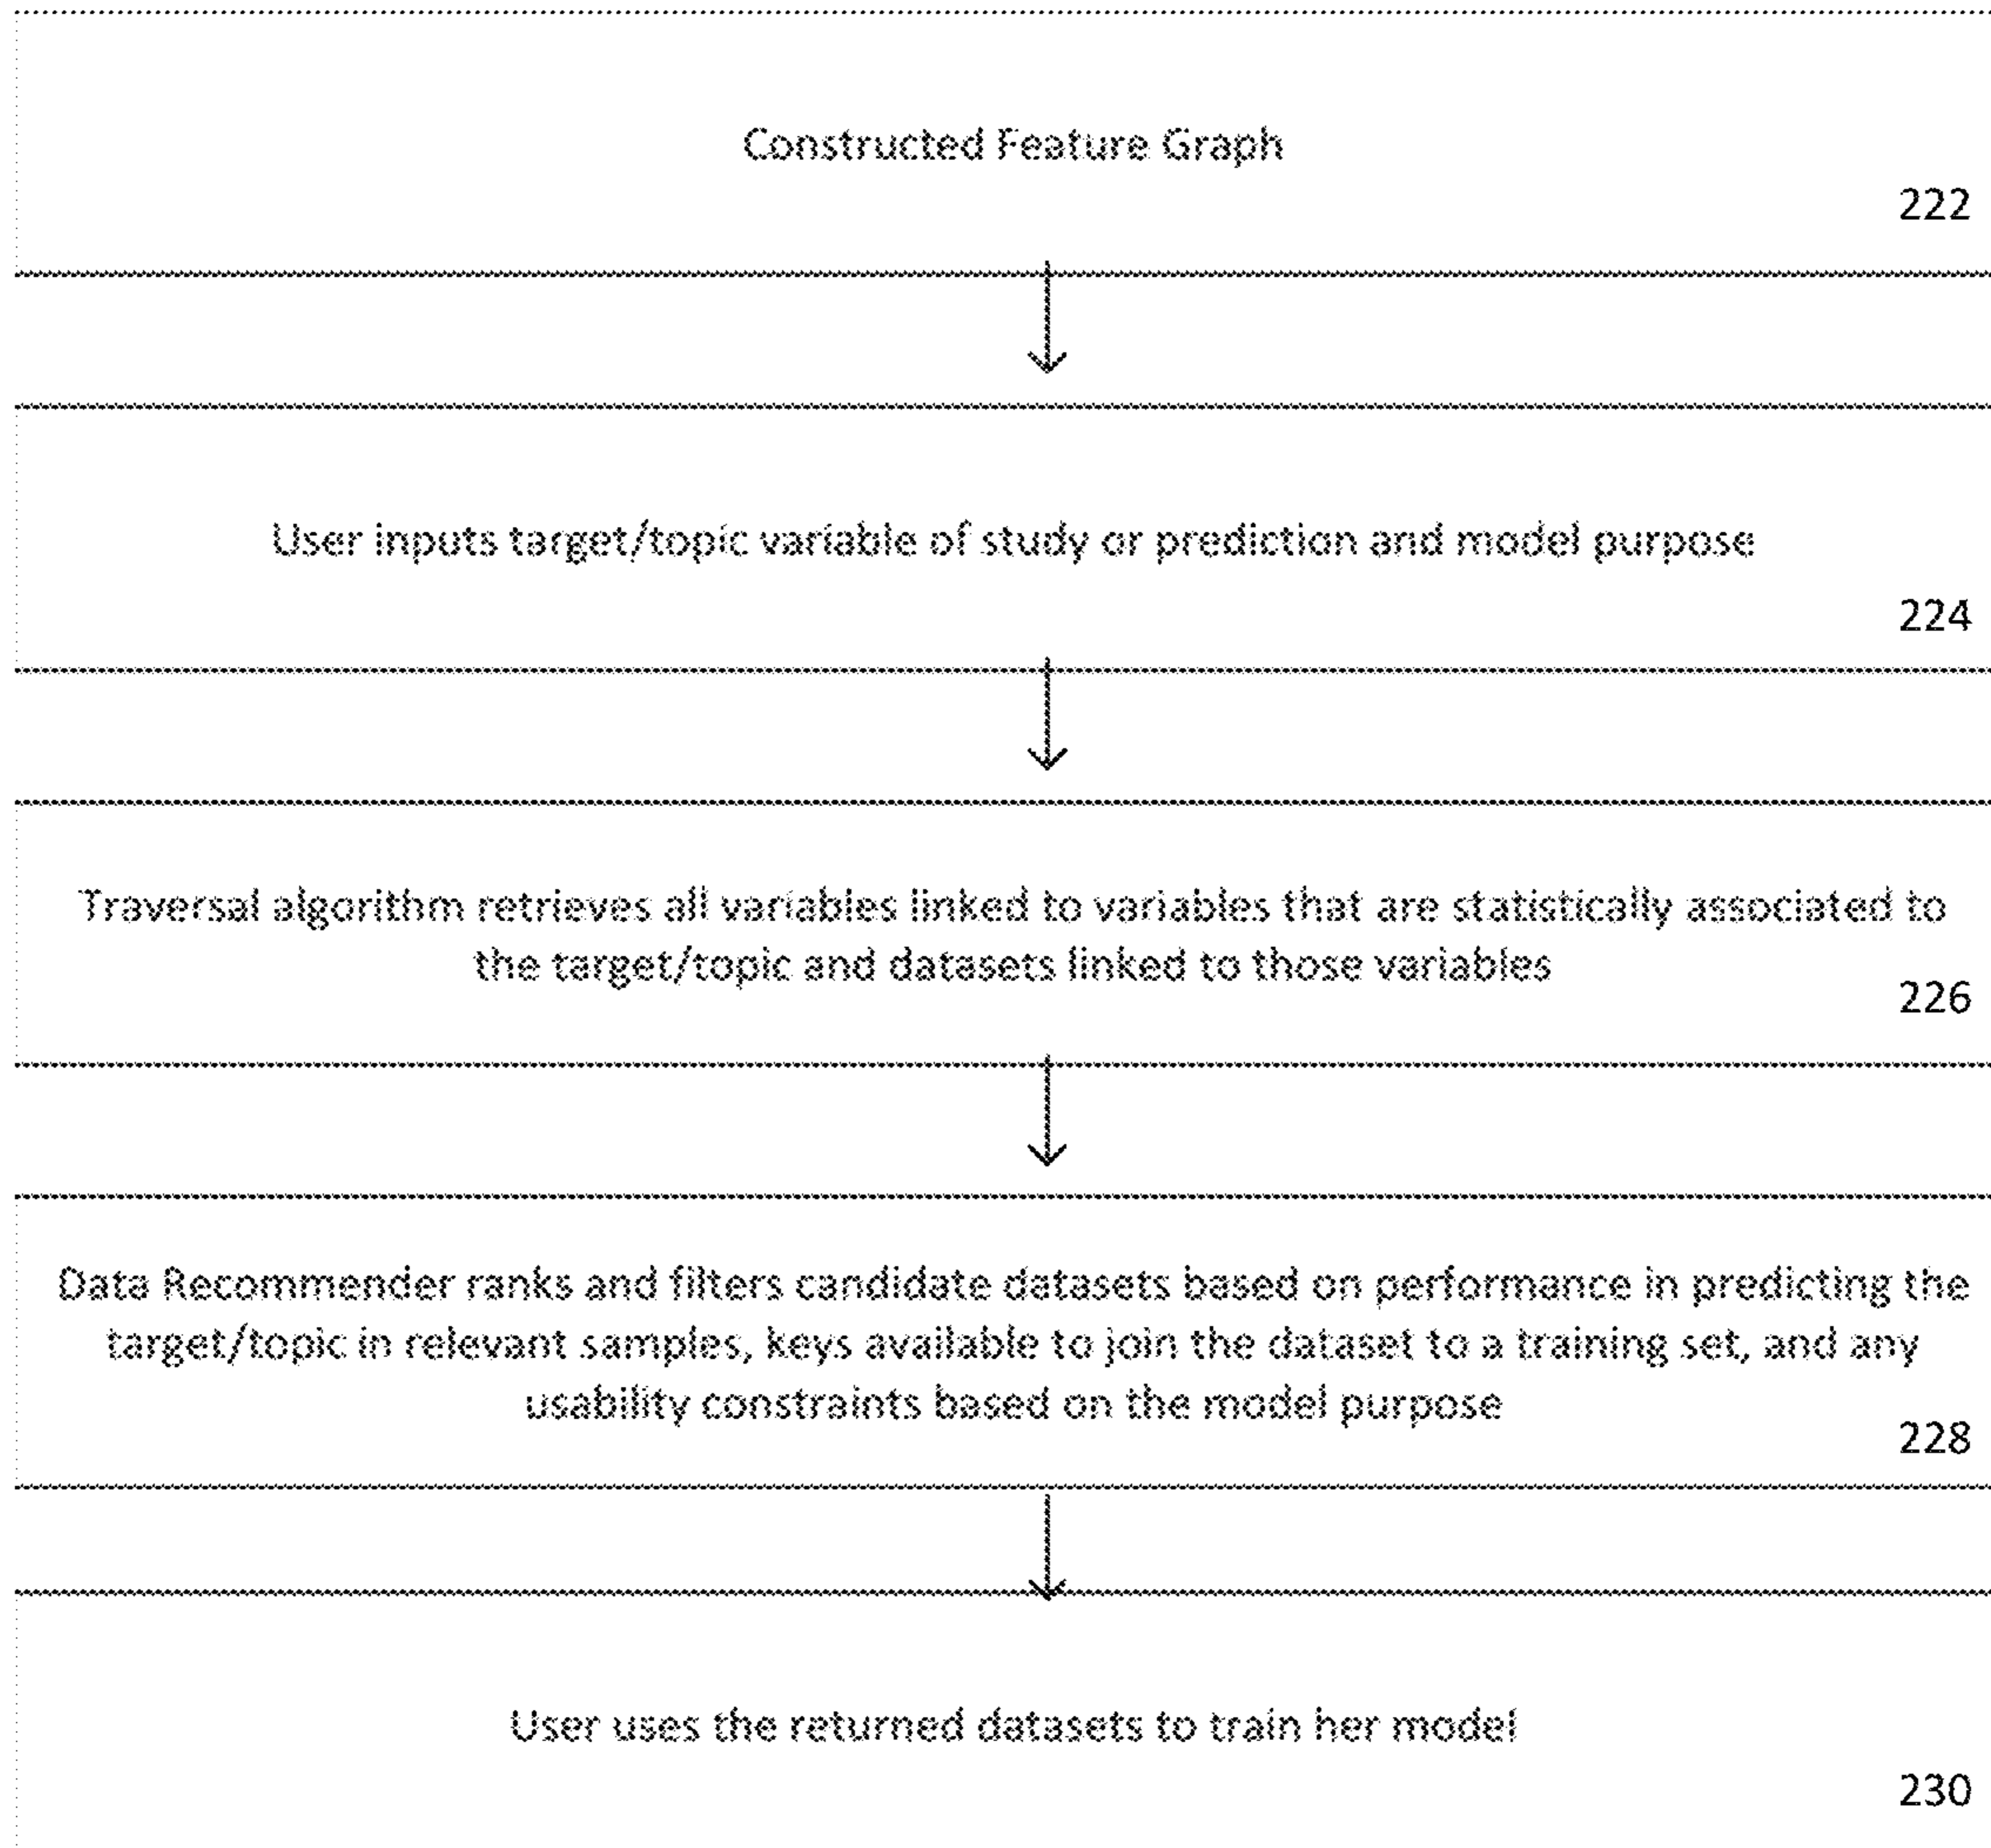 Constructed Feature Graph
222
User inputs target/topic variable of study or prediction and model purpose
224
Traversal algorithm retrieves all variables linked to variables that are statistically associated to
the target/topic and datasets linked to those variables
226
Data Recommender ranks and filters candidate datasets based on performance in predicting the
target/topic in relevant samples, keys available to join the dataset to a training set, and any
usability constraints based on the model purpose
228
User uses the returned datasets to train her model
230